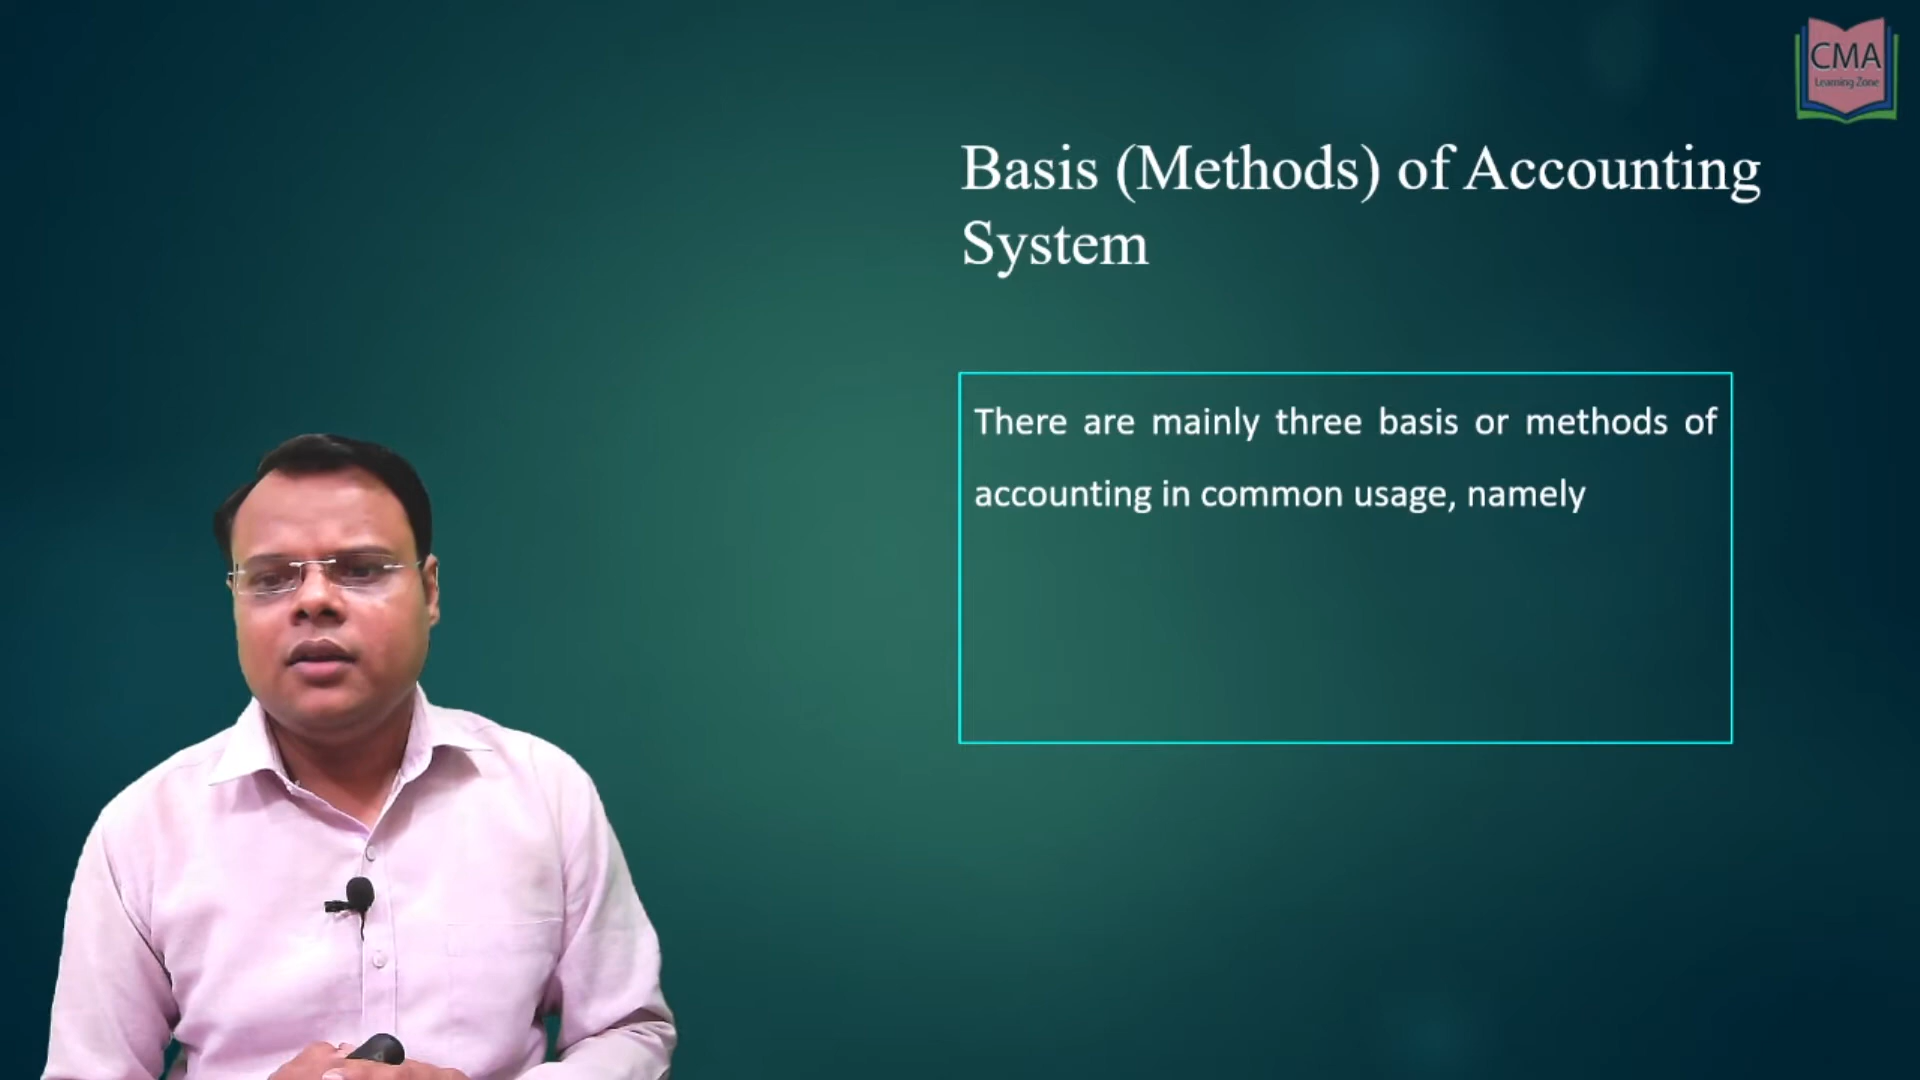 CMA
Learning Zone
Basis (Methods) of Accounting
System
There are mainly three basis or methods of
accounting in common usage, namely